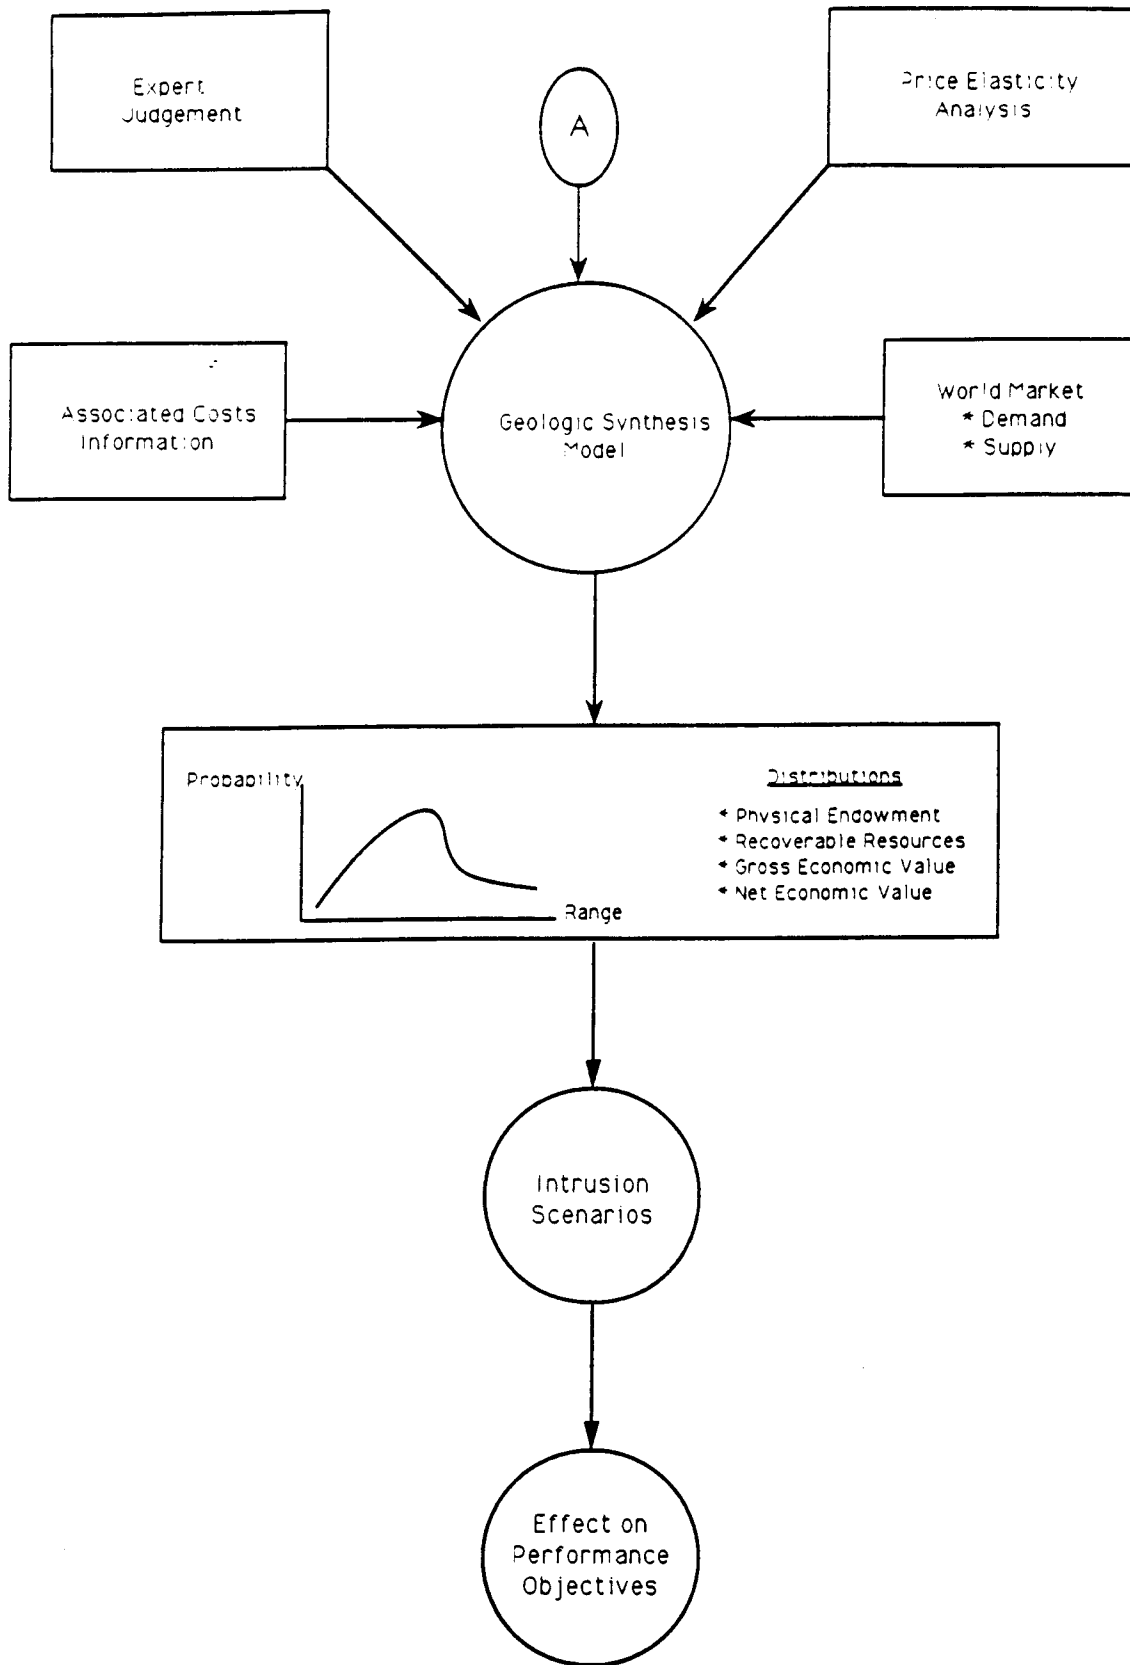 Expert
Judgement
A
Price Elasticity
Analysis
Associated Costs
Information
Geologic Synthesis
Model
World Market
* Demand
* Supply
Probability
Range
Distributions
* Physical Endowment
* Recoverable Resources
* Gross Economic Value
* Net Economic Value
Intrusion
Scenarios
Effect on
Performance
Objectives